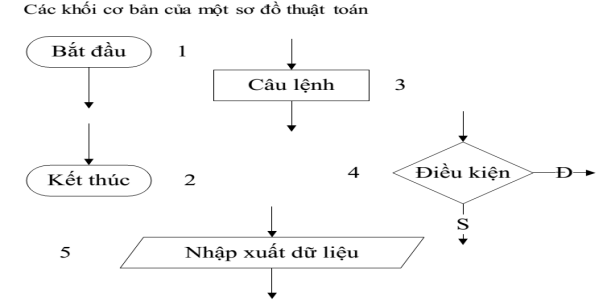 Các khối cơ bản của một sơ đồ thuật toán
Bắt đầu 1
Câu lệnh 3
Kết thúc 2
4 Điều kiện Đ
S
5 Nhập xuất dữ liệu